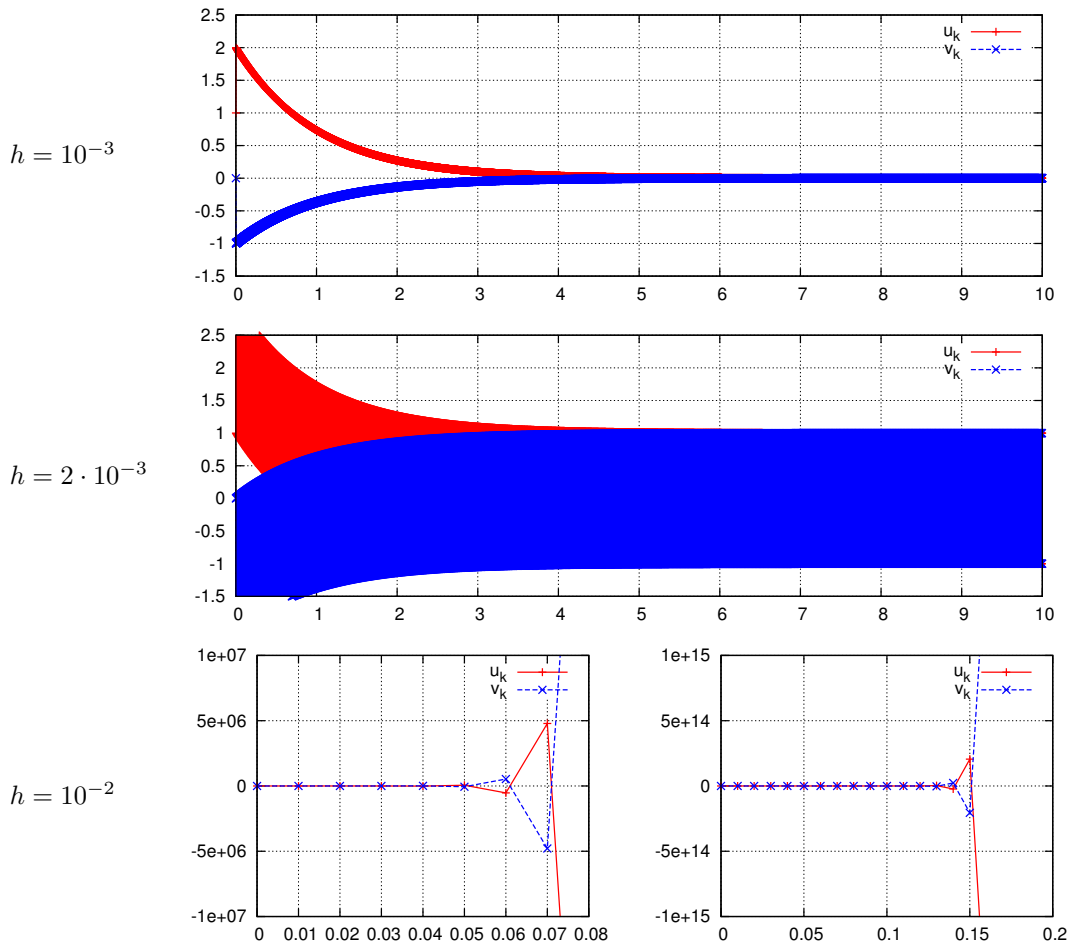 h = 10^{-3}
2.5
2
1.5
1
0.5
0
-0.5
-1
-1.5
u_k
v_k
0 1 2 3 4 5 6 7 8 9 10
h = 2 · 10^{-3}
2.5
2
1.5
1
0.5
0
-0.5
-1
-1.5
u_k
v_k
0 1 2 3 4 5 6 7 8 9 10
h = 10^{-2}
1e+07
5e+06
0
-5e+06
-1e+07
u_k
v_k
0 0.01 0.02 0.03 0.04 0.05 0.06 0.07 0.08
1e+15
5e+14
0
-5e+14
-1e+15
u_k
v_k
0 0.05 0.1 0.15 0.2